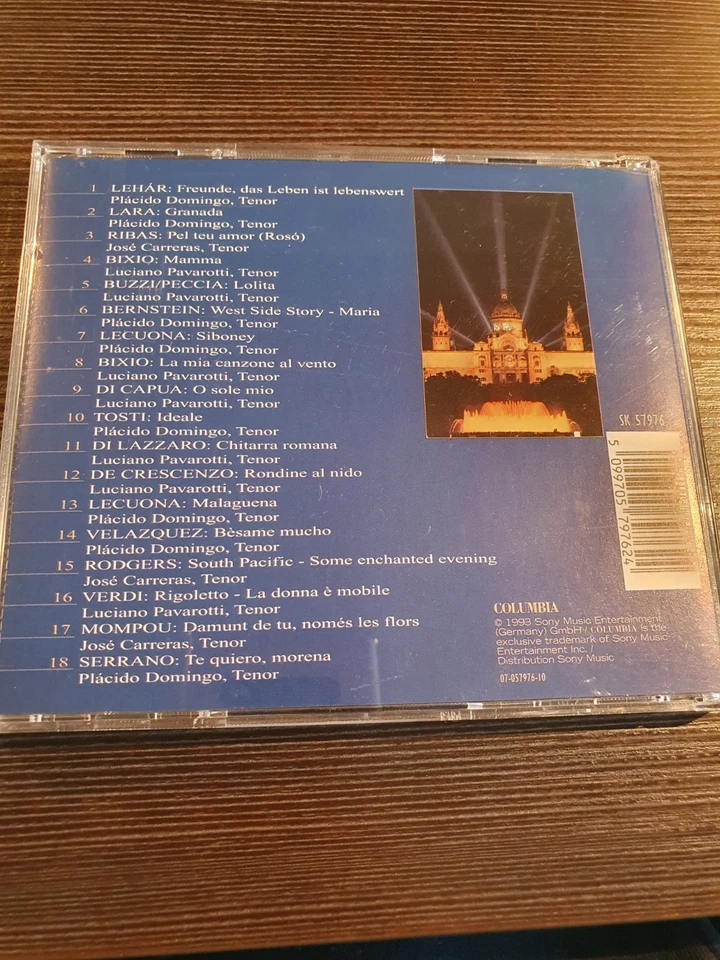 1 LEHÁR: Freunde, das Leben ist lebenswert
Plácido Domingo, Tenor
2 LARA: Granada
Plácido Domingo, Tenor
3 RIBAS: Pel teu amor (Rosó)
José Carreras, Tenor
4 BIXIO: Mamma
Luciano Pavarotti, Tenor
5 BUZZI/PECCIA: Lolita
Luciano Pavarotti, Tenor
6 BERNSTEIN: West Side Story - Maria
Plácido Domingo, Tenor
7 LECUONA: Siboney
Plácido Domingo, Tenor
8 BIXIO: La mia canzone al vento
Luciano Pavarotti, Tenor
9 DI CAPUA: O sole mio
Luciano Pavarotti, Tenor
10 TOSTI: Ideale
Plácido Domingo, Tenor
11 DI LAZZARO: Chitarra romana
Luciano Pavarotti, Tenor
12 DE CRESCENZO: Rondine al nido
Luciano Pavarotti, Tenor
13 LECUONA: Malaguena
Plácido Domingo, Tenor
14 VELAZQUEZ: Bèsame mucho
Plácido Domingo, Tenor
15 RODGERS: South Pacific - Some enchanted evening
José Carreras, Tenor
16 VERDI: Rigoletto - La donna è mobile
Luciano Pavarotti, Tenor
17 MOMPOU: Damunt de tu, només les flors
José Carreras, Tenor
18 SERRANO: Te quiero, morena
Plácido Domingo, Tenor
SK 57976
5 099705 797624
COLUMBIA
© 1993 Sony Music Entertainment
(Germany) GmbH / COLUMBIA is the
exclusive trademark of Sony Music
Entertainment Inc. /
Distribution Sony Music
07-057976-10